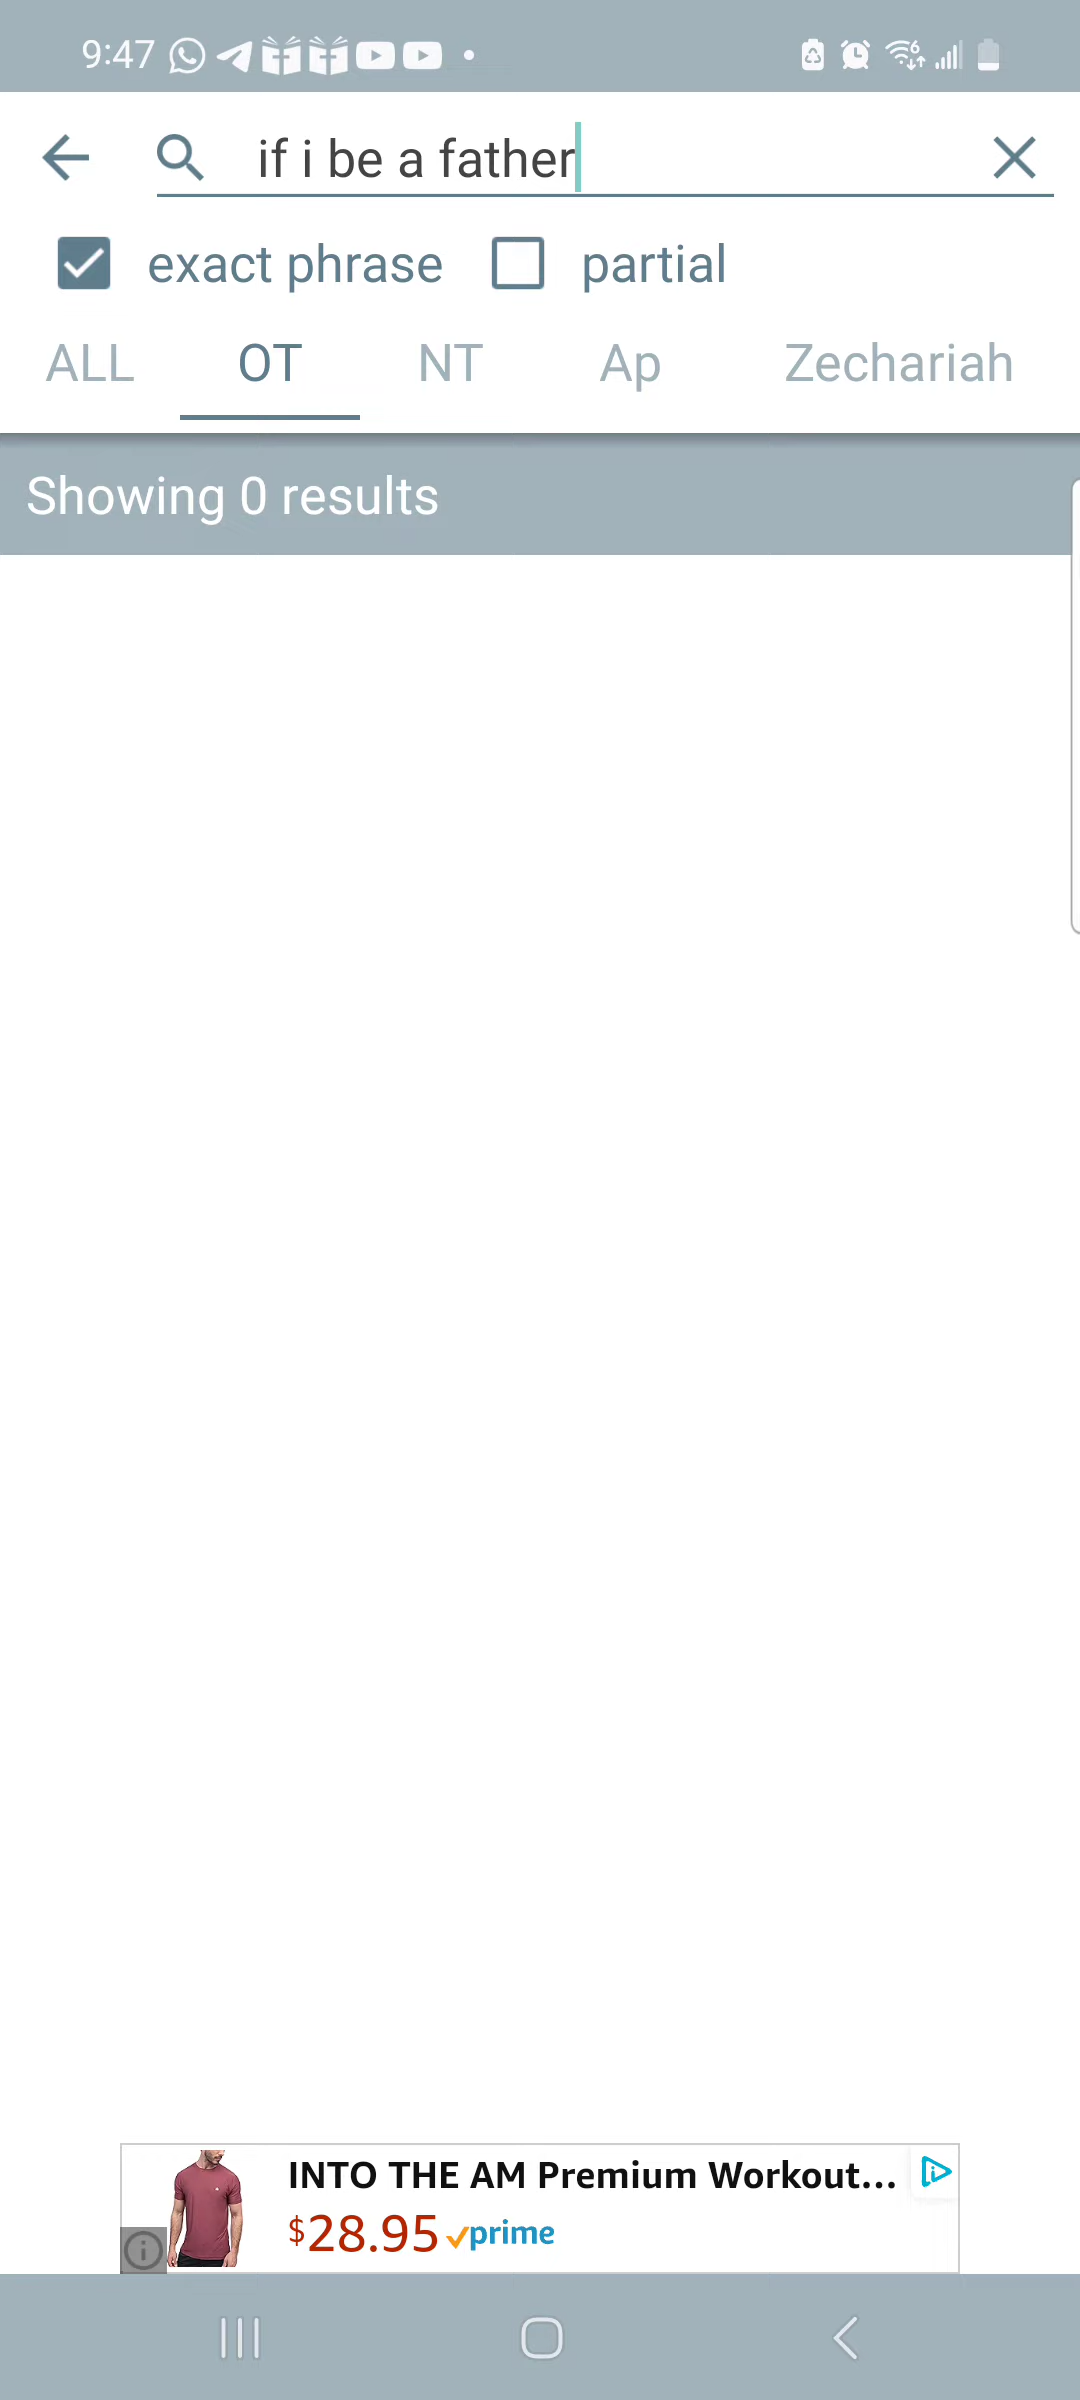 9:47
if i be a father
exact phrase partial
ALL OT NT Ap Zechariah
Showing 0 results
INTO THE AM Premium Workout...
$28.95 prime